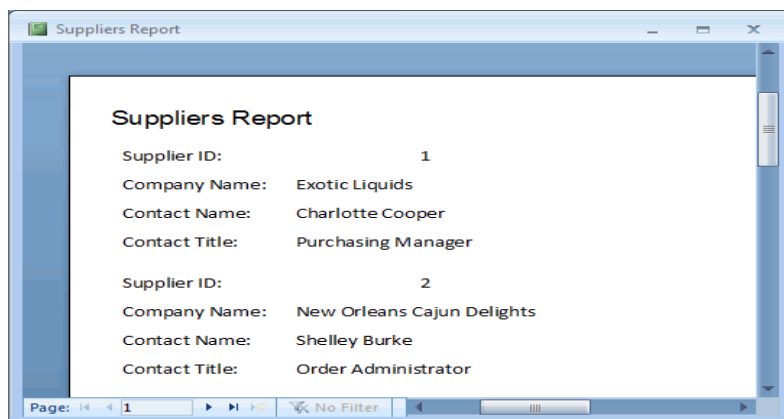 Suppliers Report
Suppliers Report
Supplier ID: 1
Company Name: Exotic Liquids
Contact Name: Charlotte Cooper
Contact Title: Purchasing Manager
Supplier ID: 2
Company Name: New Orleans Cajun Delights
Contact Name: Shelley Burke
Contact Title: Order Administrator
Page: 1 No Filter